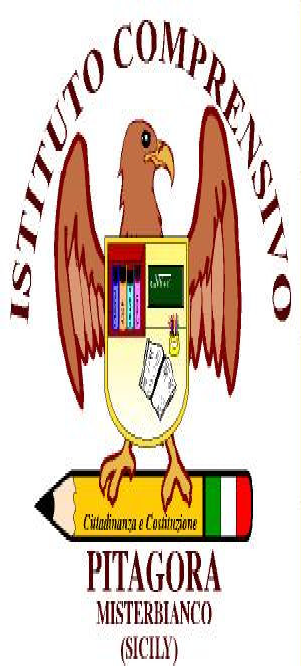 ISTITUTO COMPRENSIVO
Cittadinanza e Costituzione
PITAGORA
MISTERBIANCO
(SICILY)